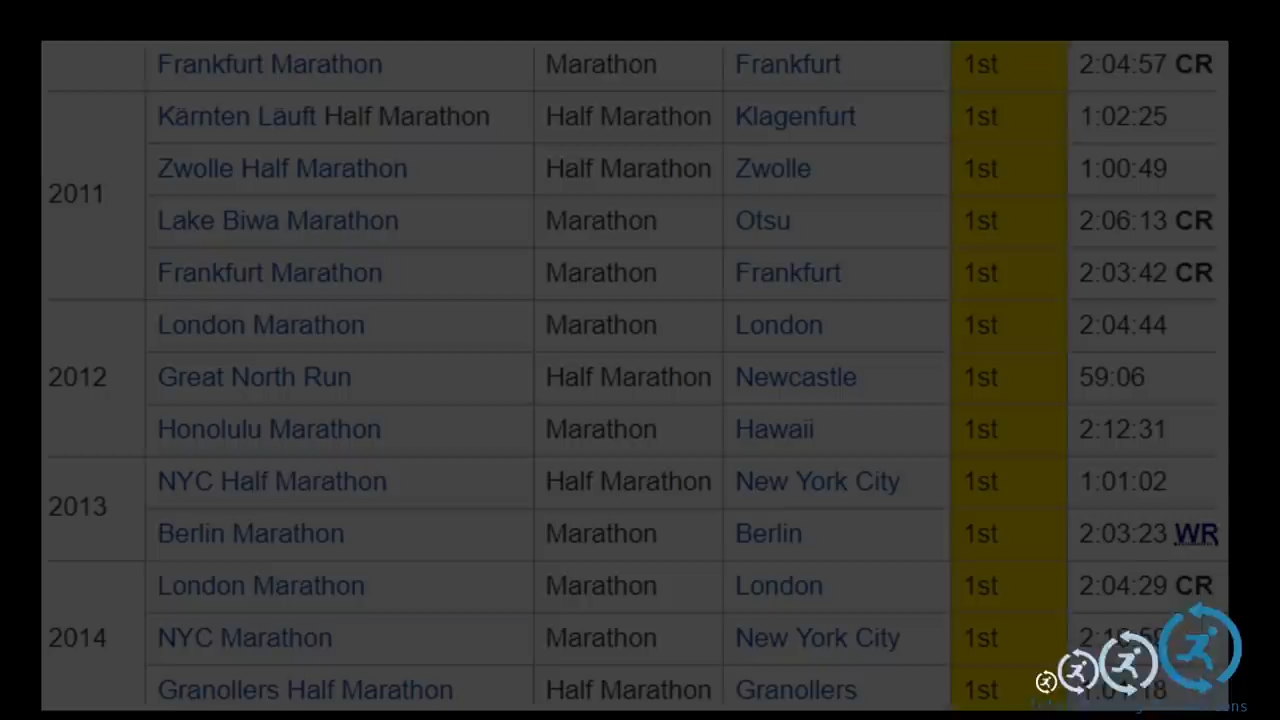 Frankfurt Marathon Marathon Frankfurt 1st 2:04:57 CR
2011
Kärnten Läuft Half Marathon Half Marathon Klagenfurt 1st 1:02:25
Zwolle Half Marathon Half Marathon Zwolle 1st 1:00:49
Lake Biwa Marathon Marathon Otsu 1st 2:06:13 CR
Frankfurt Marathon Marathon Frankfurt 1st 2:03:42 CR
2012
London Marathon Marathon London 1st 2:04:44
Great North Run Half Marathon Newcastle 1st 59:06
Honolulu Marathon Marathon Hawaii 1st 2:12:31
2013
NYC Half Marathon Half Marathon New York City 1st 1:01:02
Berlin Marathon Marathon Berlin 1st 2:03:23 WR
2014
London Marathon Marathon London 1st 2:04:29 CR
NYC Marathon Marathon New York City 1st
Granollers Half Marathon Half Marathon Granollers 1st